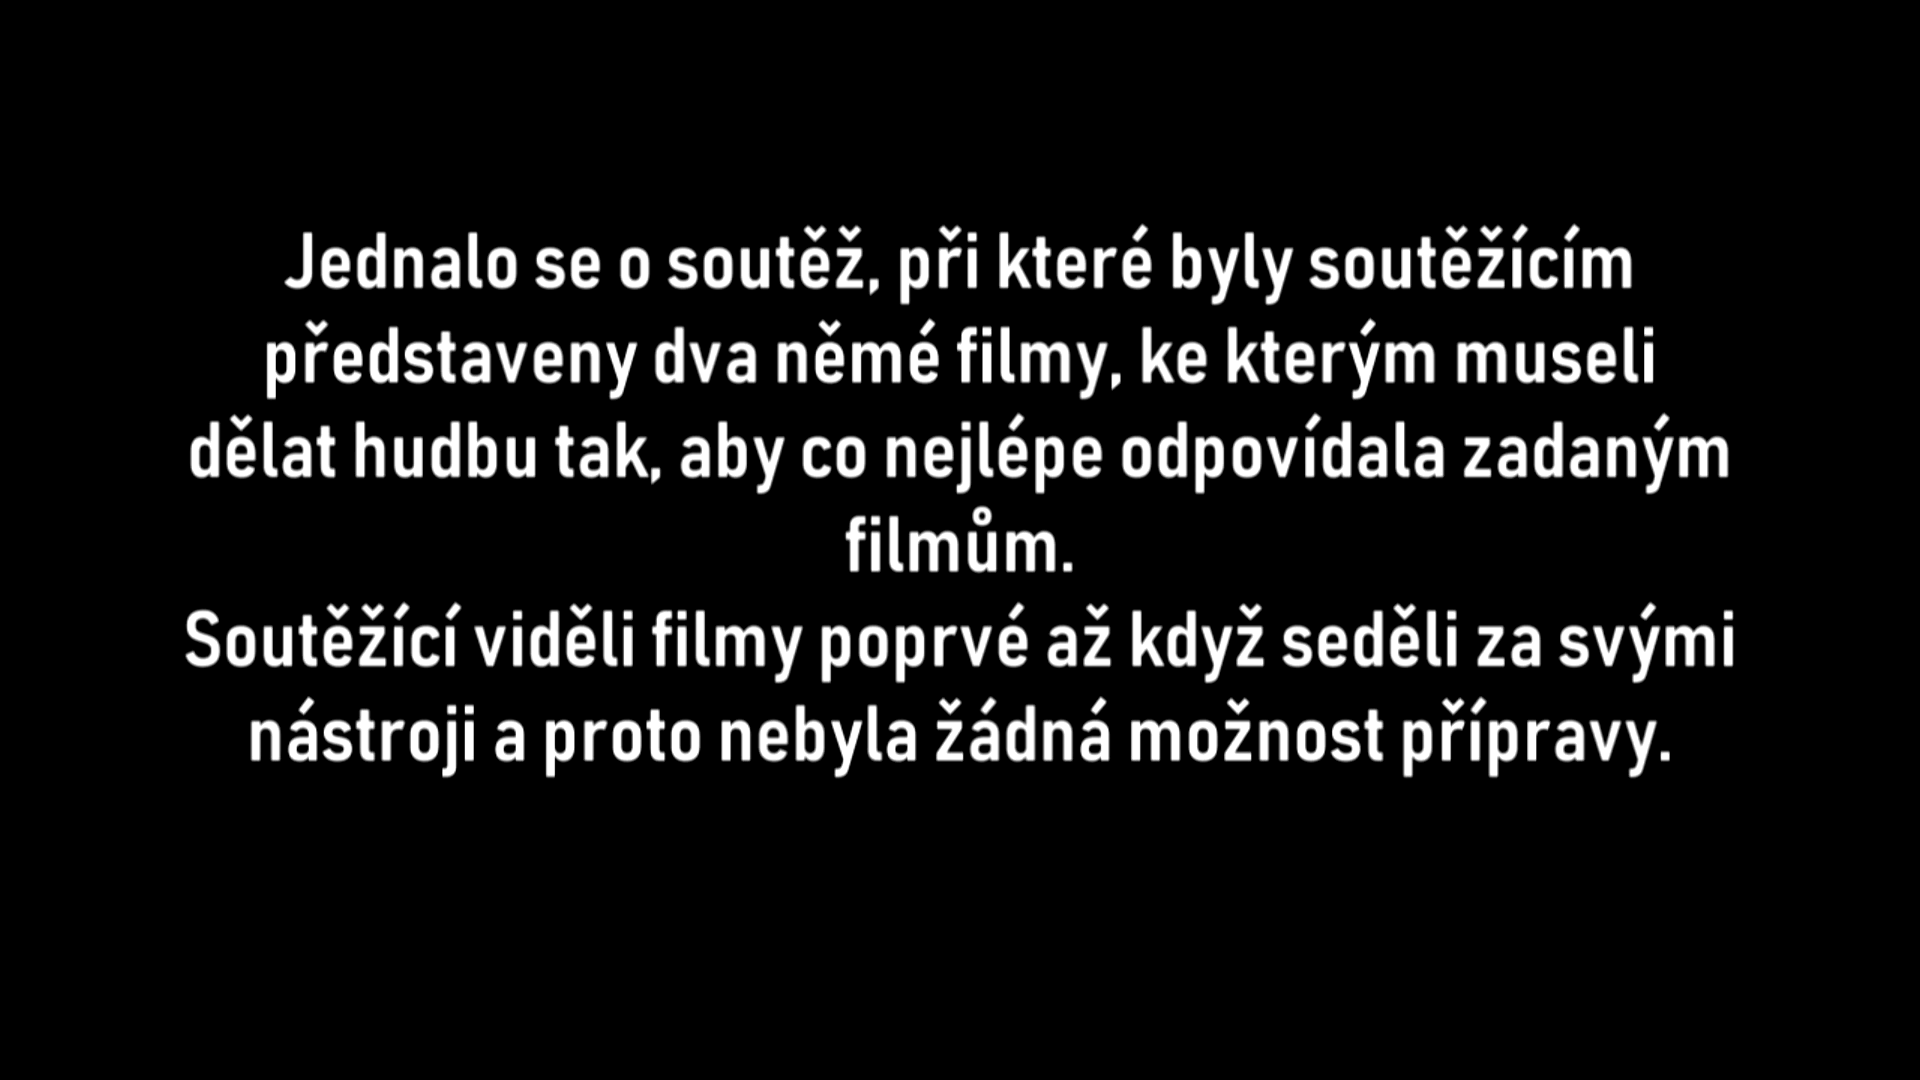 Jednalo se o soutěž, při které byly soutěžícím
představeny dva němé filmy, ke kterým museli
dělat hudbu tak, aby co nejlépe odpovídala zadaným
filmům.
Soutěžící viděli filmy poprvé až když seděli za svými
nástroji a proto nebyla žádná možnost přípravy.